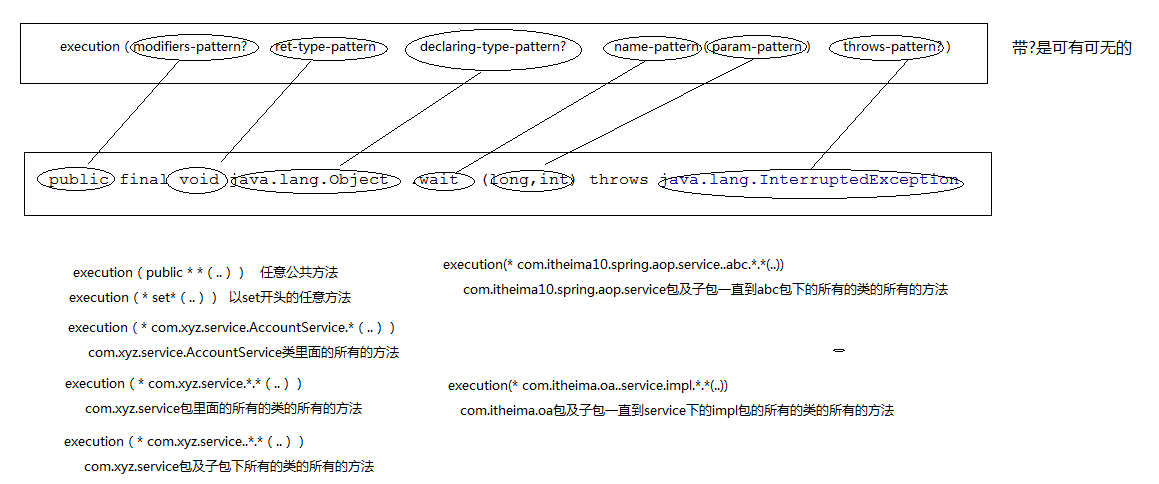 execution（modifiers-pattern? ret-type-pattern declaring-type-pattern? name-pattern(param-pattern） throws-pattern?））
带?是可有可无的
public final void java.lang.Object .wait (long,int) throws java.lang.InterruptedException
execution（public * *（..）） 任意公共方法
execution（* set*（..）） 以set开头的任意方法
execution（* com.xyz.service.AccountService.*（..））
com.xyz.service.AccountService类里面的所有的方法
execution（* com.xyz.service.*.*（..））
com.xyz.service包里面的所有的类的所有的方法
execution（* com.xyz.service..*.*（..））
com.xyz.service包及子包下所有的类的所有的方法
execution(* com.itheima10.spring.aop.service..abc.*.*(..))
com.itheima10.spring.aop.service包及子包一直到abc包下的所有的类的所有的方法
execution(* com.itheima.oa..service.impl.*.*(..))
com.itheima.oa包及子包一直到service下的impl包的所有的类的所有的方法